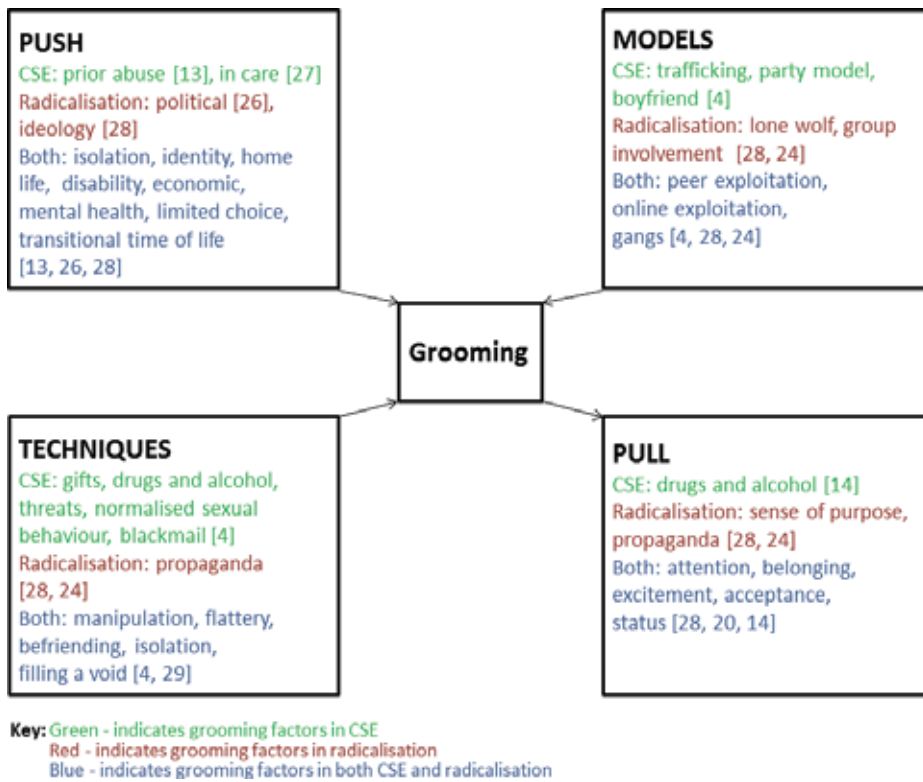 PUSH
CSE: prior abuse [13], in care [27]
Radicalisation: political [26],
ideology [28]
Both: isolation, identity, home
life, disability, economic,
mental health, limited choice,
transitional time of life
[13, 26, 28]
MODELS
CSE: trafficking, party model,
boyfriend [4]
Radicalisation: lone wolf, group
involvement [28, 24]
Both: peer exploitation,
online exploitation,
gangs [4, 28, 24]
Grooming
TECHNIQUES
CSE: gifts, drugs and alcohol,
threats, normalised sexual
behaviour, blackmail [4]
Radicalisation: propaganda
[28, 24]
Both: manipulation, flattery,
befriending, isolation,
filling a void [4, 29]
PULL
CSE: drugs and alcohol [14]
Radicalisation: sense of purpose,
propaganda [28, 24]
Both: attention, belonging,
excitement, acceptance,
status [28, 20, 14]
Key: Green - indicates grooming factors in CSE
Red - indicates grooming factors in radicalisation
Blue - indicates grooming factors in both CSE and radicalisation